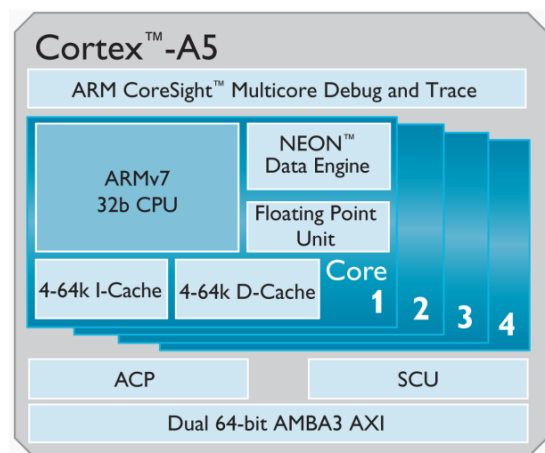 Cortex™-A5
ARM CoreSight™ Multicore Debug and Trace
ARMv7
32b CPU
NEON™
Data Engine
Floating Point
Unit
4-64k I-Cache
4-64k D-Cache
Core
1
2
3
4
ACP
SCU
Dual 64-bit AMBA3 AXI